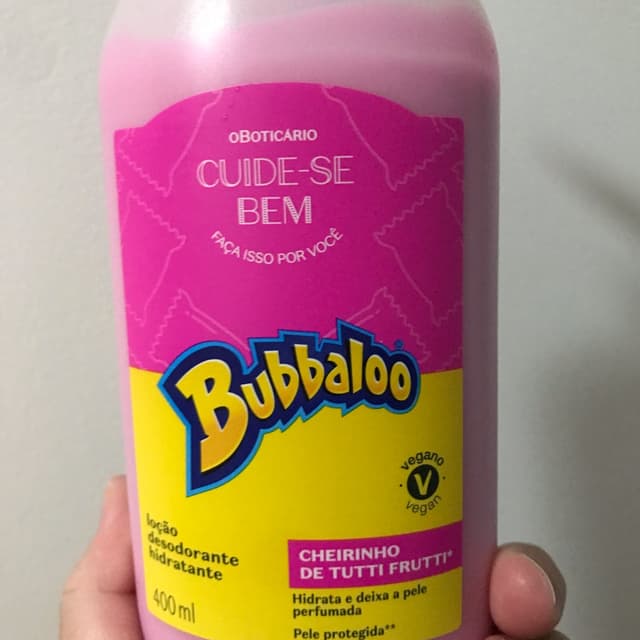 oBoticário
CUIDE-SE
BEM
FAÇA ISSO POR VOCÊ
Bubbaloo®
vegano
V
vegan
loção
desodorante
hidratante
400 ml
CHEIRINHO
DE TUTTI FRUTTI*
Hidrata e deixa a pele
perfumada
Pele protegida**